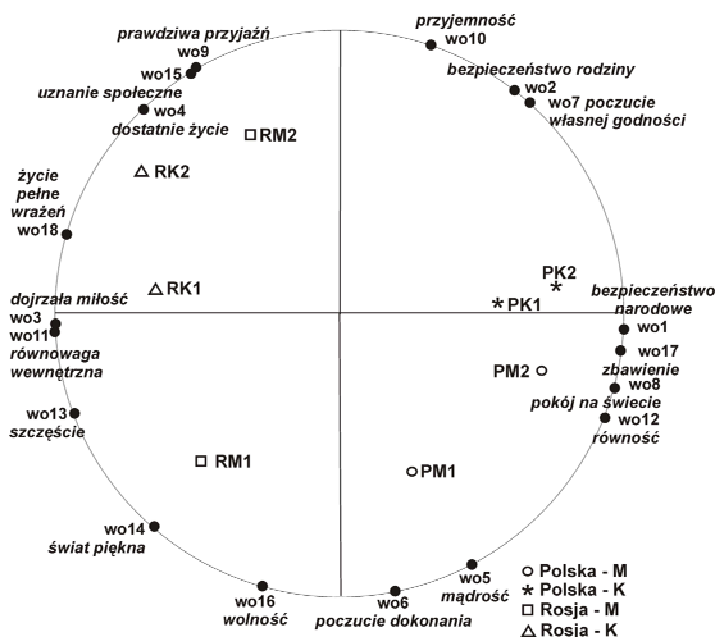 przyjemność
wo10
prawdziwa przyjaźń
wo9
wo15
uznanie społeczne
wo4
dostatnie życie
bezpieczeństwo rodziny
wo2
wo7 poczucie
własnej godności
RM2
RK2
życie
pełne
wrażeń
wo18
RK1
PK2
PK1
dojrzała miłość
wo3
wo11
równowaga
wewnętrzna
bezpieczeństwo
narodowe
wo1
wo17
zbawienie
wo8
pokój na świecie
wo12
równość
PM2
wo13
szczęście
RM1
PM1
wo14
świat piękna
wo16
wolność
wo6
poczucie dokonania
wo5
mądrość
Polska - M
Polska - K
Rosja - M
Rosja - K